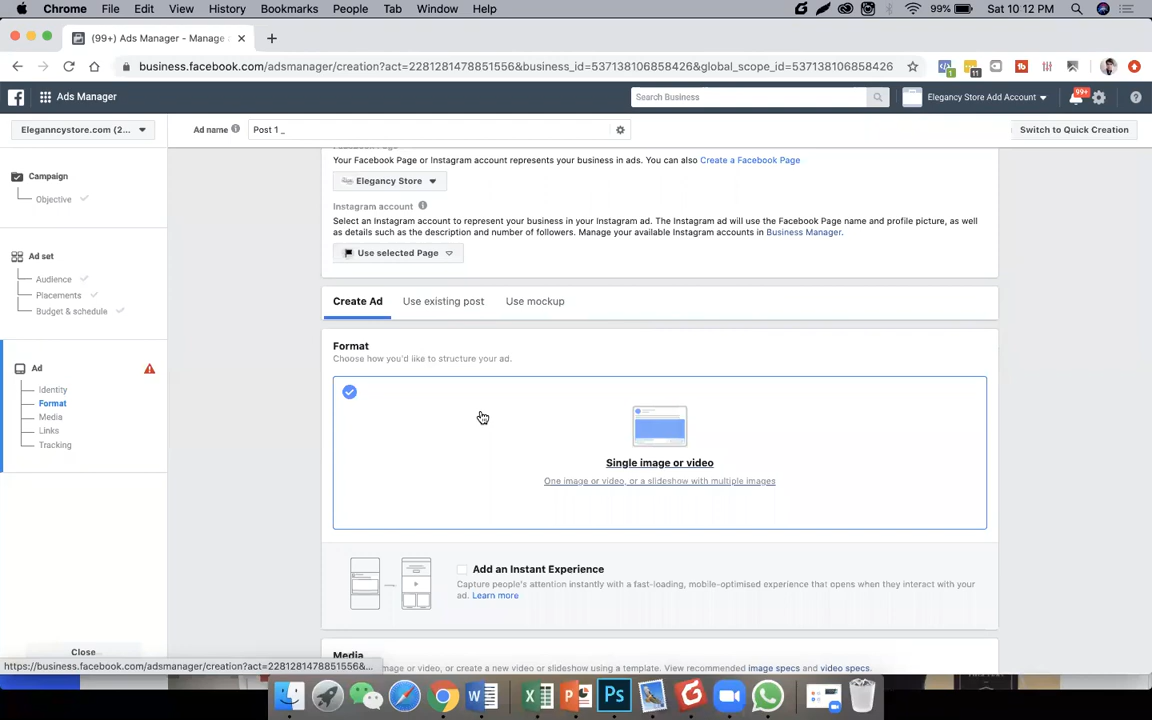 Chrome File Edit View History Bookmarks People Tab Window Help 99% Sat 10:12 PM
(99+) Ads Manager - Manage
business.facebook.com/adsmanager/creation?act=2281281478851556&business_id=537138106858426&global_scope_id=537138106858426
1 11
Ads Manager Search Business Elegancy Store Add Account 99+
Eleganncystore.com (2... Ad name Post 1 _ Switch to Quick Creation
Your Facebook Page or Instagram account represents your business in ads. You can also Create a Facebook Page
Campaign
Elegancy Store
Objective
Instagram account
Select an Instagram account to represent your business in your Instagram ad. The Instagram ad will use the Facebook Page name and profile picture, as well
as details such as the description and number of followers. Manage your available Instagram accounts in Business Manager.
Use selected Page
Ad set
Audience
Placements
Budget & schedule
Create Ad Use existing post Use mockup
Format
Choose how you'd like to structure your ad.
Ad
Identity
Format
Media
Links
Tracking
Single image or video
One image or video, or a slideshow with multiple images
Add an Instant Experience
Capture people's attention instantly with a fast-loading, mobile-optimised experience that opens when they interact with your
ad. Learn more
Close
Media
https://business.facebook.com/adsmanager/creation?act=2281281478851556&...
image or video, or create a new video or slideshow using a template. View recommended image specs and video specs.
Ps